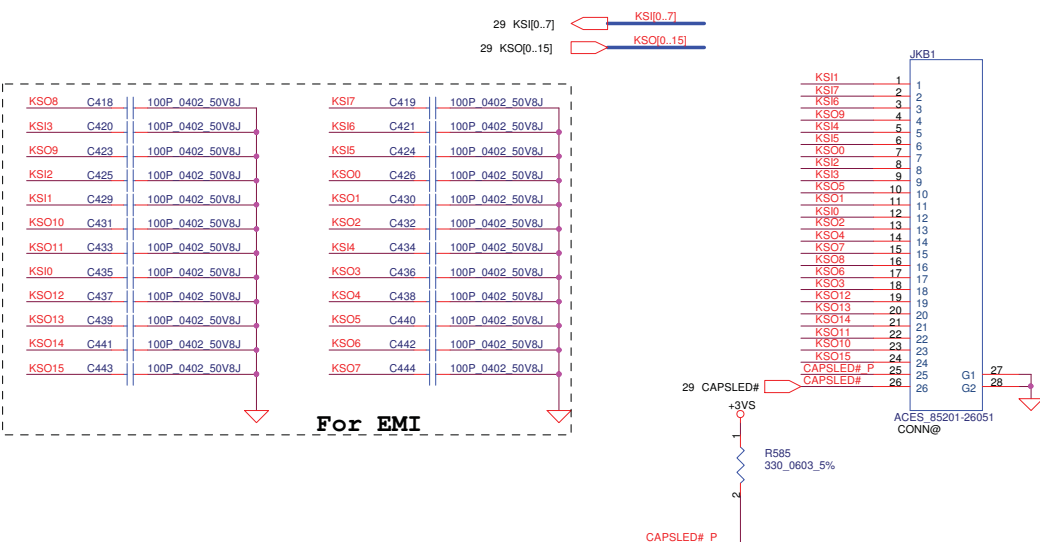 29 KSI[0..7] KSI[0..7]
29 KSO[0..15] KSO[0..15]
KSO8 C418 100P_0402_50V8J KSI7 C419 100P_0402_50V8J
KSI3 C420 100P_0402_50V8J KSI6 C421 100P_0402_50V8J
KSO9 C423 100P_0402_50V8J KSI5 C424 100P_0402_50V8J
KSI2 C425 100P_0402_50V8J KSO0 C426 100P_0402_50V8J
KSI1 C429 100P_0402_50V8J KSO1 C430 100P_0402_50V8J
KSO10 C431 100P_0402_50V8J KSO2 C432 100P_0402_50V8J
KSO11 C433 100P_0402_50V8J KSI4 C434 100P_0402_50V8J
KSI0 C435 100P_0402_50V8J KSO3 C436 100P_0402_50V8J
KSO12 C437 100P_0402_50V8J KSO4 C438 100P_0402_50V8J
KSO13 C439 100P_0402_50V8J KSO5 C440 100P_0402_50V8J
KSO14 C441 100P_0402_50V8J KSO6 C442 100P_0402_50V8J
KSO15 C443 100P_0402_50V8J KSO7 C444 100P_0402_50V8J
For EMI
JKB1
KSI1 1 1
KSI7 2 2
KSI6 3 3
KSO9 4 4
KSI4 5 5
KSI5 6 6
KSO0 7 7
KSI2 8 8
KSI3 9 9
KSO5 10 10
KSO1 11 11
KSI0 12 12
KSO2 13 13
KSO4 14 14
KSO7 15 15
KSO8 16 16
KSO6 17 17
KSO3 18 18
KSO12 19 19
KSO13 20 20
KSO14 21 21
KSO11 22 22
KSO10 23 23
KSO15 24 24
CAPSLED#_P 25 25 G1 27
29 CAPSLED# CAPSLED# 26 26 G2 28
ACES_85201-26051
CONN@
+3VS
1
R585
330_0603_5%
2
CAPSLED#_P